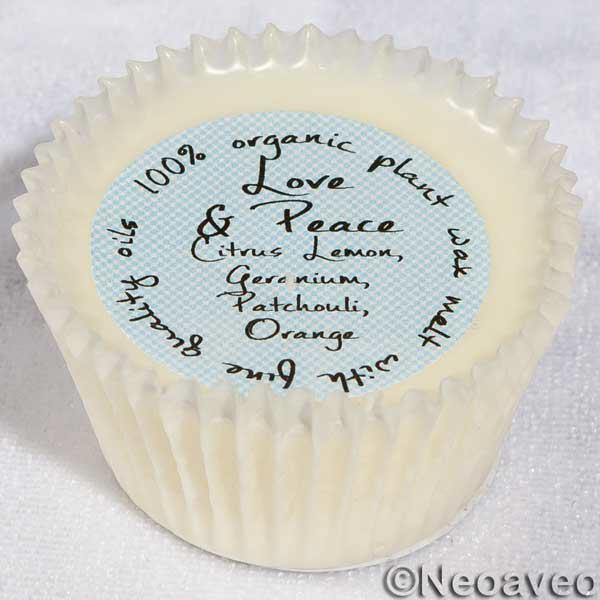 100% organic plant wax melt with fine quality oils
Love
& Peace
Citrus Lemon,
Geranium,
Patchouli,
Orange
©Neoaveo